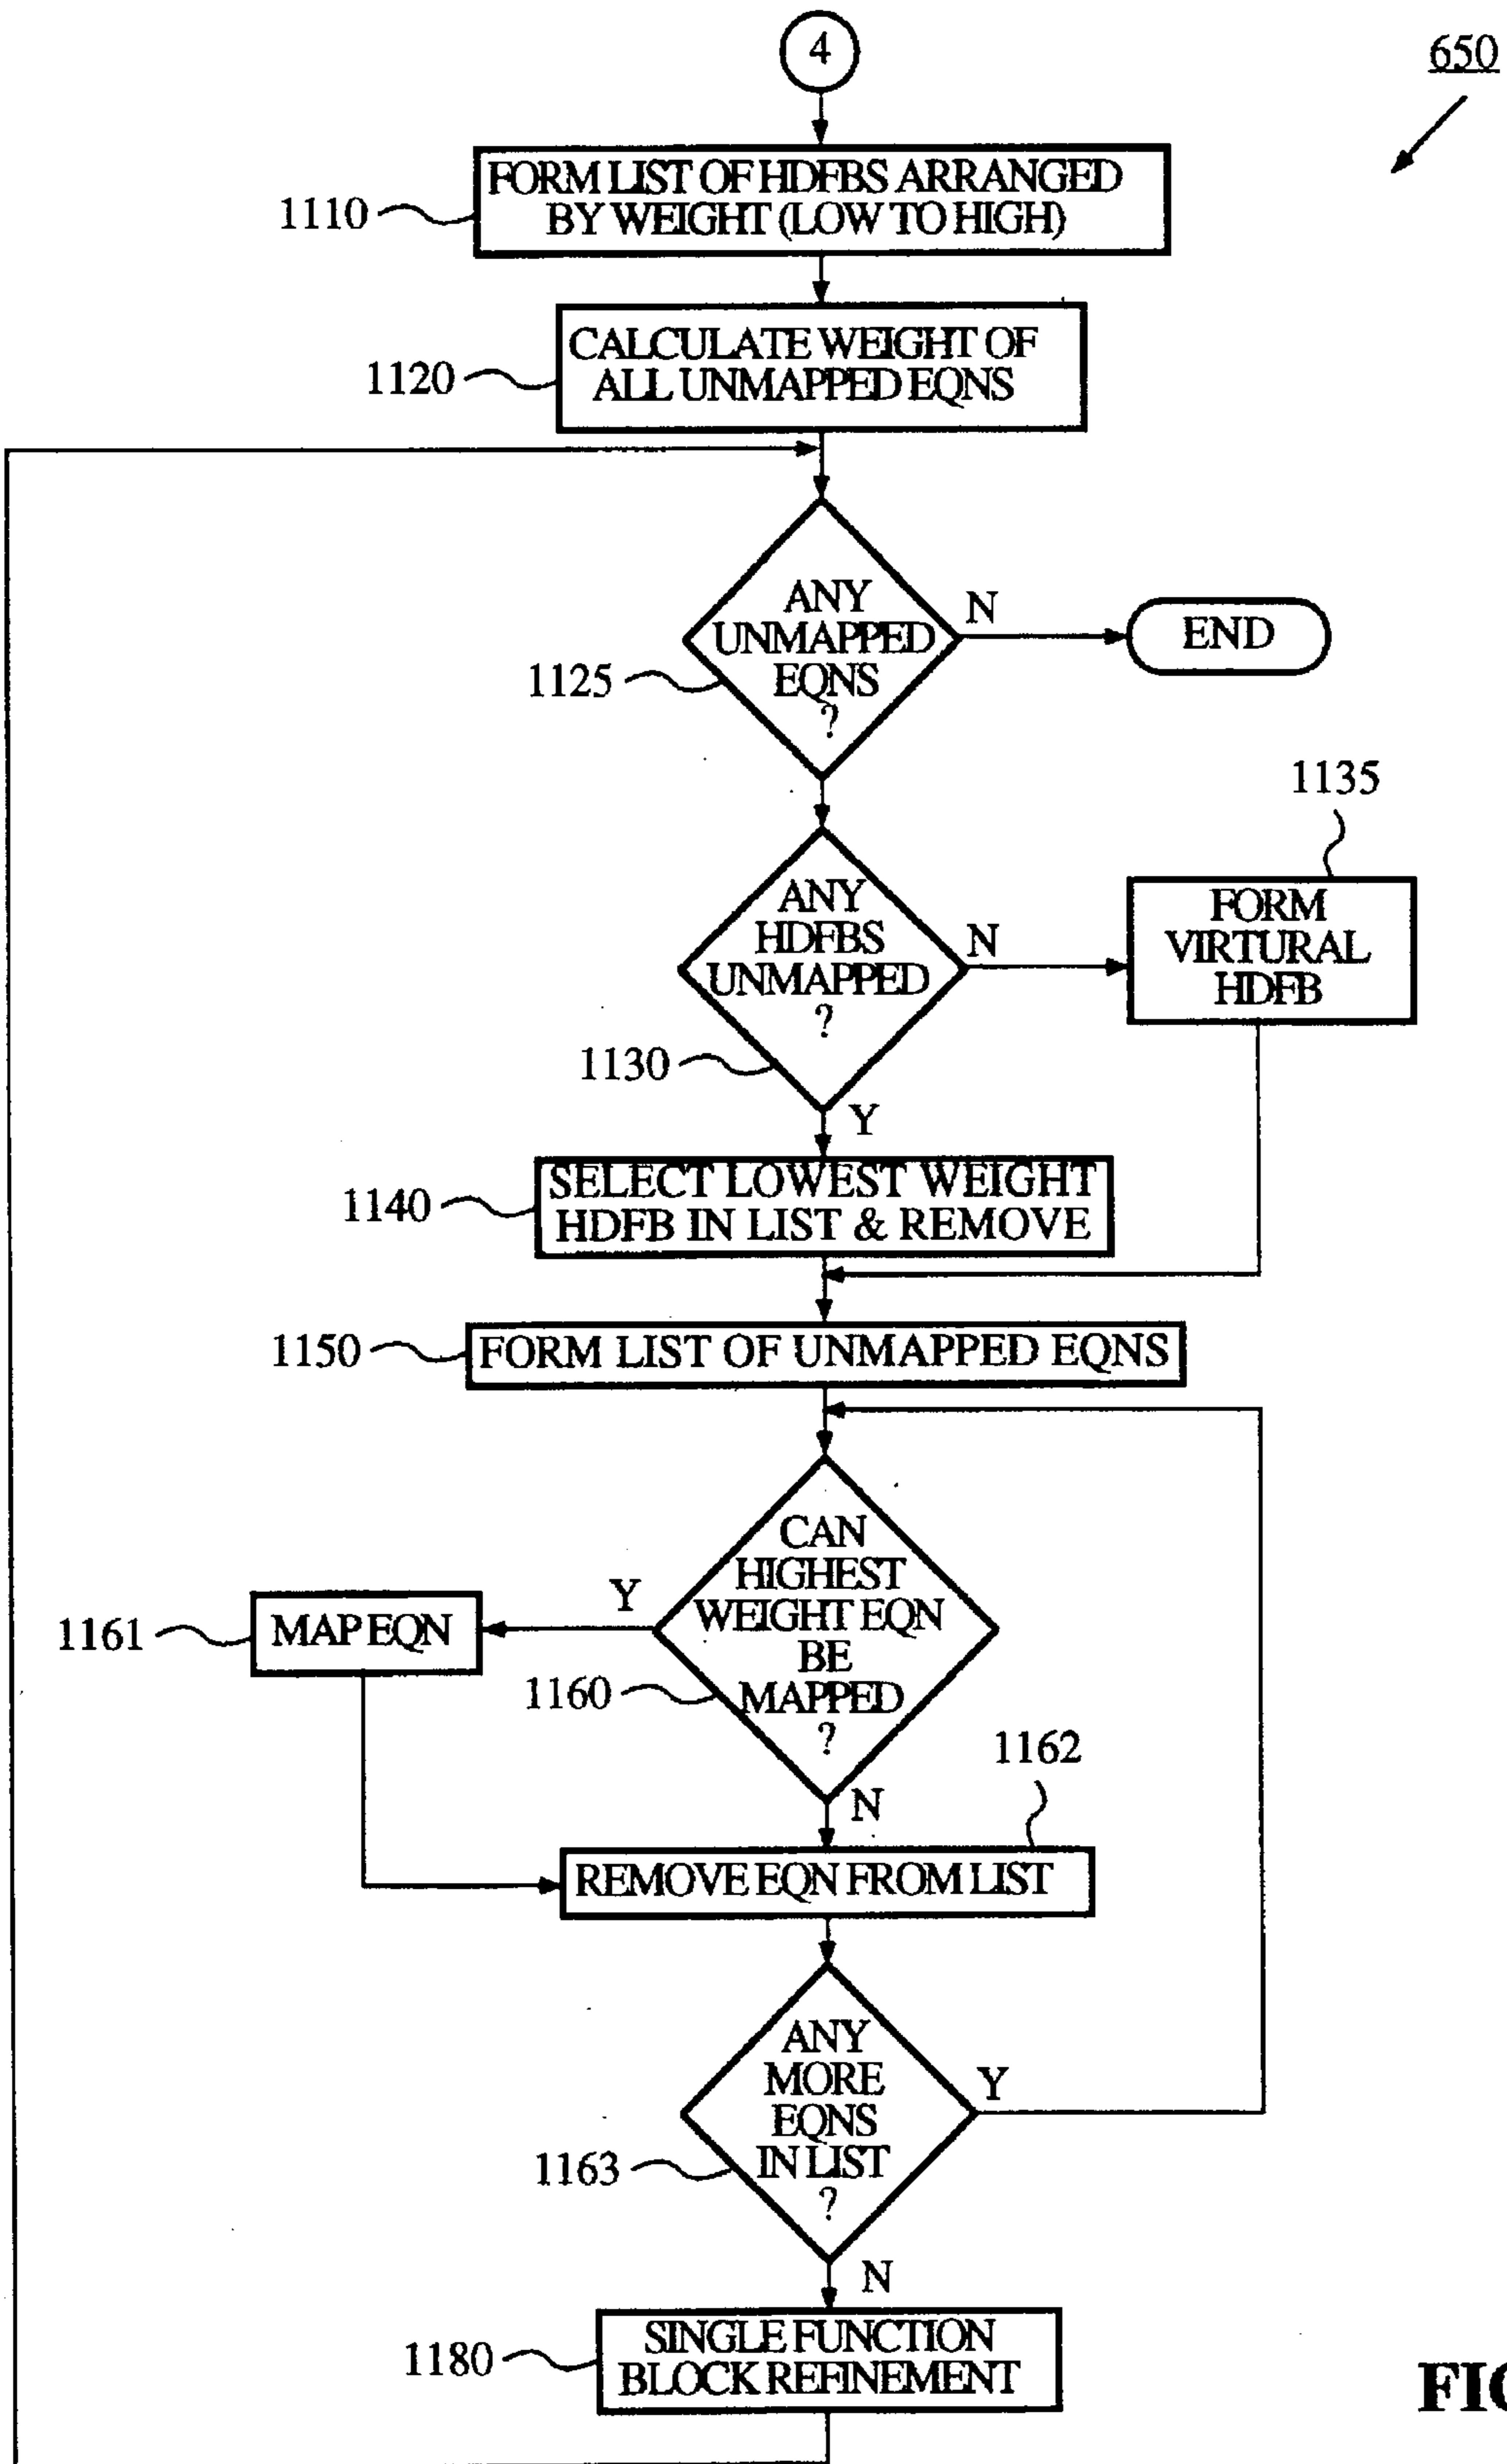 4
650
FORM LIST OF HDFBS ARRANGED
BY WEIGHT (LOW TO HIGH)
1110
CALCULATE WEIGHT OF
ALL UNMAPPED EQNS
1120
ANY
UNMAPPED
EQNS
?
1125
N
END
ANY
HDFBS
UNMAPPED
?
1130
N
1135
FORM
VIRTURAL
HDFB
Y
SELECT LOWEST WEIGHT
HDFB IN LIST & REMOVE
1140
1150
FORM LIST OF UNMAPPED EQNS
CAN
HIGHEST
WEIGHT EQN
BE
MAPPED
?
1160
Y
MAP EQN
1161
N
1162
REMOVE EQN FROM LIST
ANY
MORE
EQNS
IN LIST
?
1163
Y
N
SINGLE FUNCTION
BLOCK REFINEMENT
1180